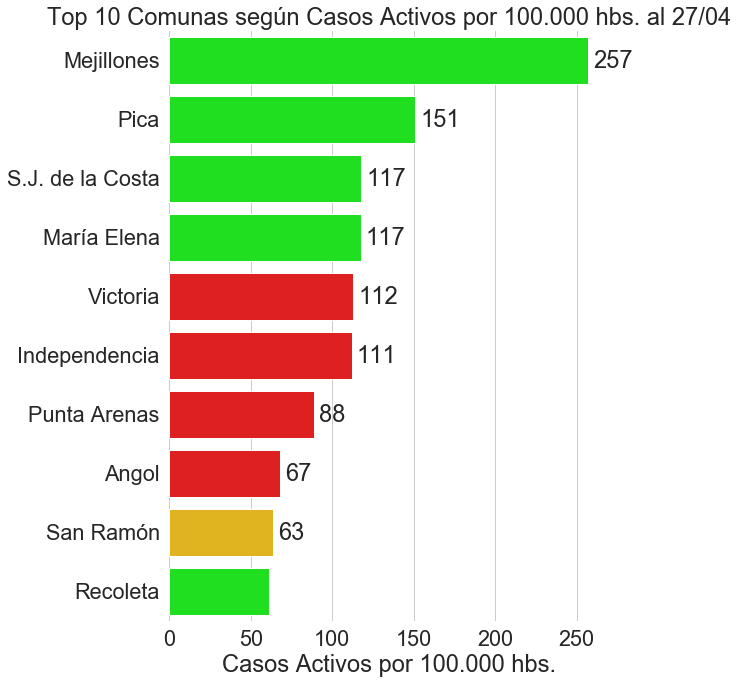 Top 10 Comunas según Casos Activos por 100.000 hbs. al 27/04
Mejillones 257
Pica 151
S.J. de la Costa 117
María Elena 117
Victoria 112
Independencia 111
Punta Arenas 88
Angol 67
San Ramón 63
Recoleta
0 50 100 150 200 250
Casos Activos por 100.000 hbs.